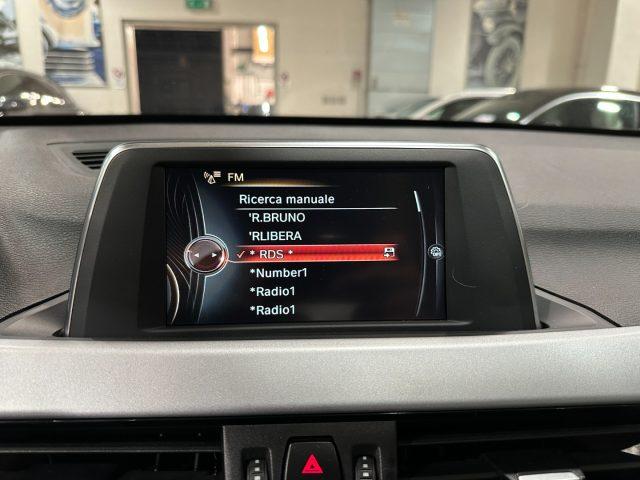 FM
Ricerca manuale
'R.BRUNO
'RLIBERA
* RDS *
*Number1
*Radio1
*Radio1